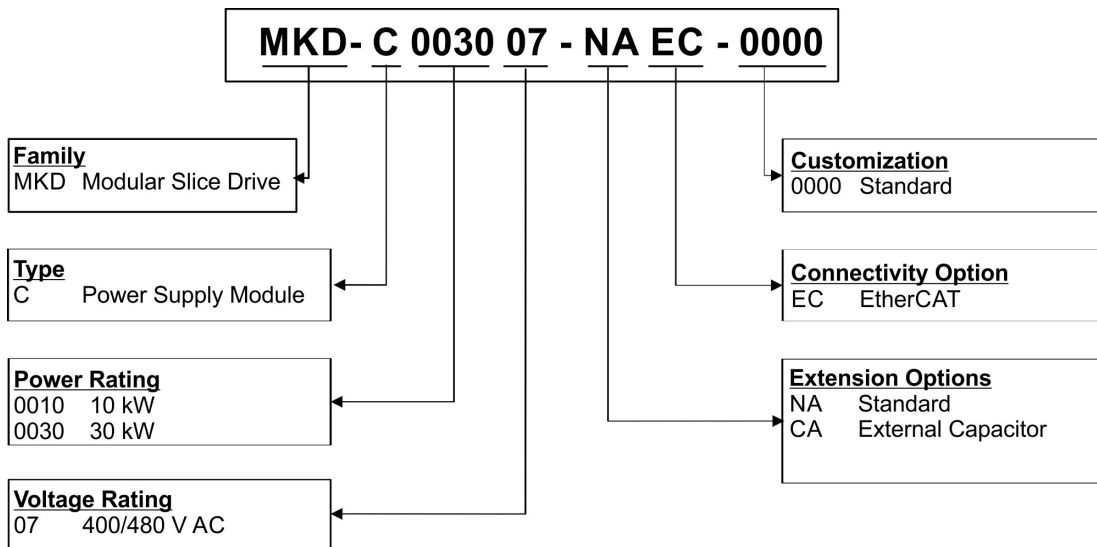 MKD- C 0030 07 - NA EC - 0000
Family
MKD Modular Slice Drive
Type
C Power Supply Module
Power Rating
0010 10 kW
0030 30 kW
Voltage Rating
07 400/480 V AC
Customization
0000 Standard
Connectivity Option
EC EtherCAT
Extension Options
NA Standard
CA External Capacitor